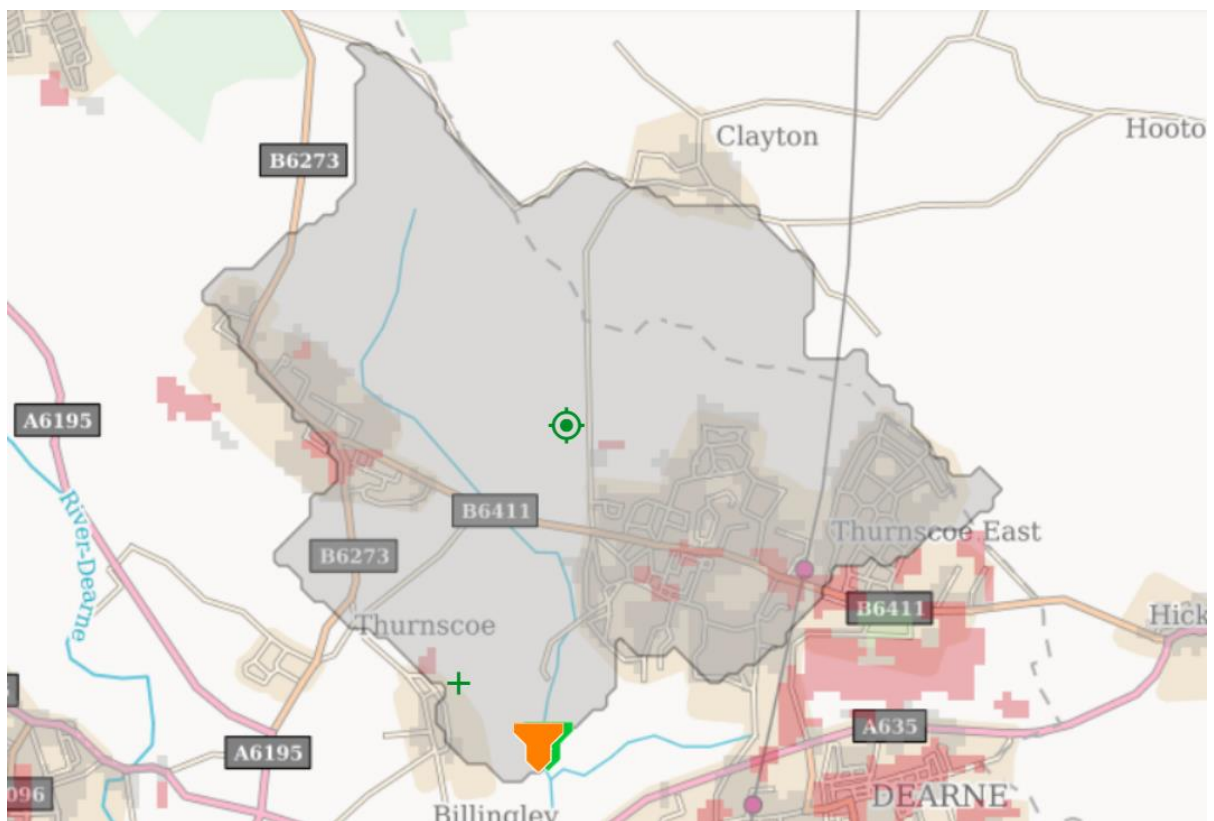 Clayton
Hooto
B6273
A6195
River-Dearne
B6411
Thurnscoe East
B6273
B6411
Hick
Thurnscoe
A635
A6195
096
DEARNE
Billingley